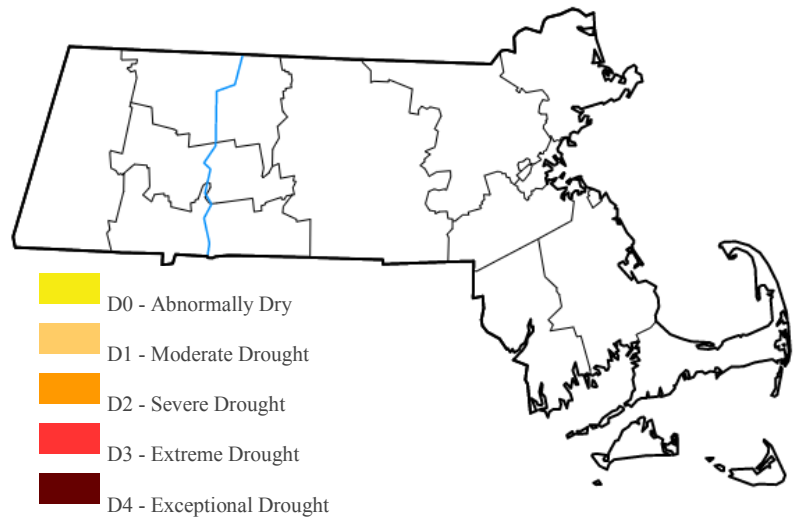 D0 - Abnormally Dry
D1 - Moderate Drought
D2 - Severe Drought
D3 - Extreme Drought
D4 - Exceptional Drought